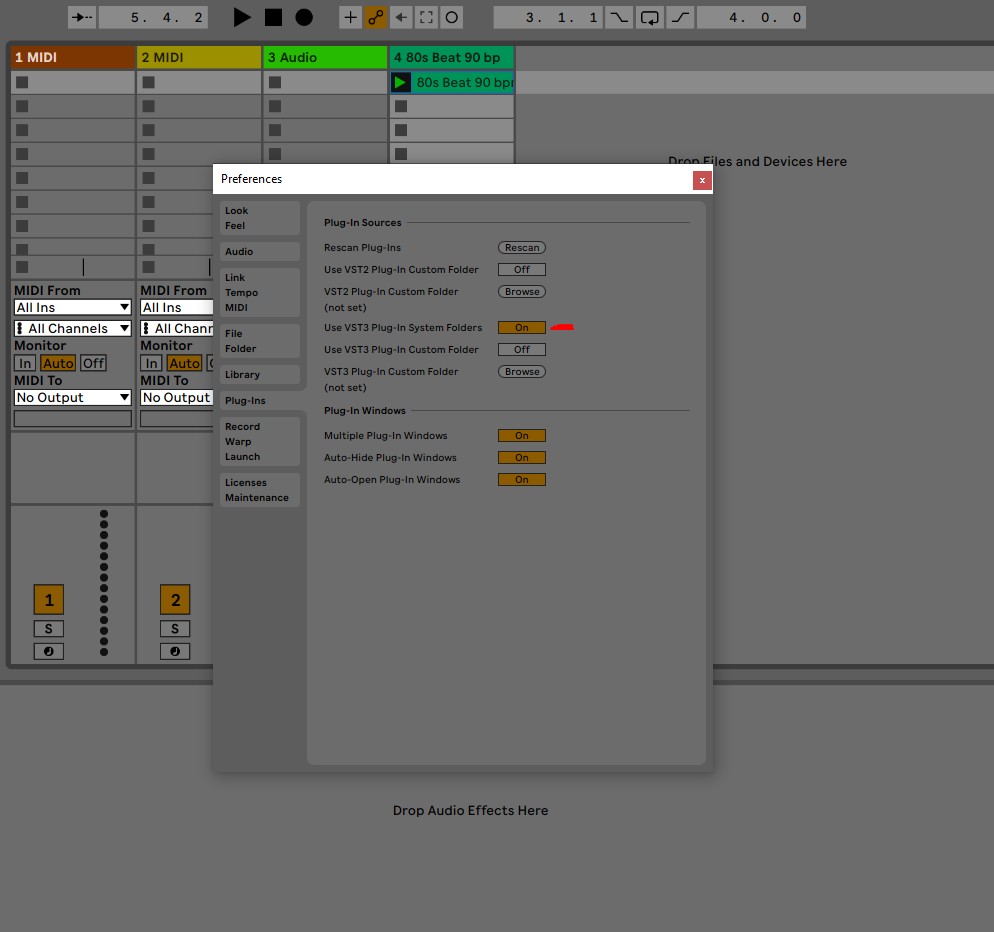 5. 4. 2
3. 1. 1
4. 0. 0
1 MIDI
2 MIDI
3 Audio
4 80s Beat 90 bp
80s Beat 90 bpm
Drop Files and Devices Here
MIDI From
All Ins
All Channels
Monitor
In Auto Off
MIDI To
No Output
1
S
MIDI From
All Ins
All Chann
Monitor
In Auto
MIDI To
No Output
2
S
Preferences
x
Look
Feel
Audio
Link
Tempo
MIDI
File
Folder
Library
Plug-Ins
Record
Warp
Launch
Licenses
Maintenance
Plug-In Sources
Rescan Plug-Ins Rescan
Use VST2 Plug-In Custom Folder Off
VST2 Plug-In Custom Folder Browse
(not set)
Use VST3 Plug-In System Folders On
Use VST3 Plug-In Custom Folder Off
VST3 Plug-In Custom Folder Browse
(not set)
Plug-In Windows
Multiple Plug-In Windows On
Auto-Hide Plug-In Windows On
Auto-Open Plug-In Windows On
Drop Audio Effects Here